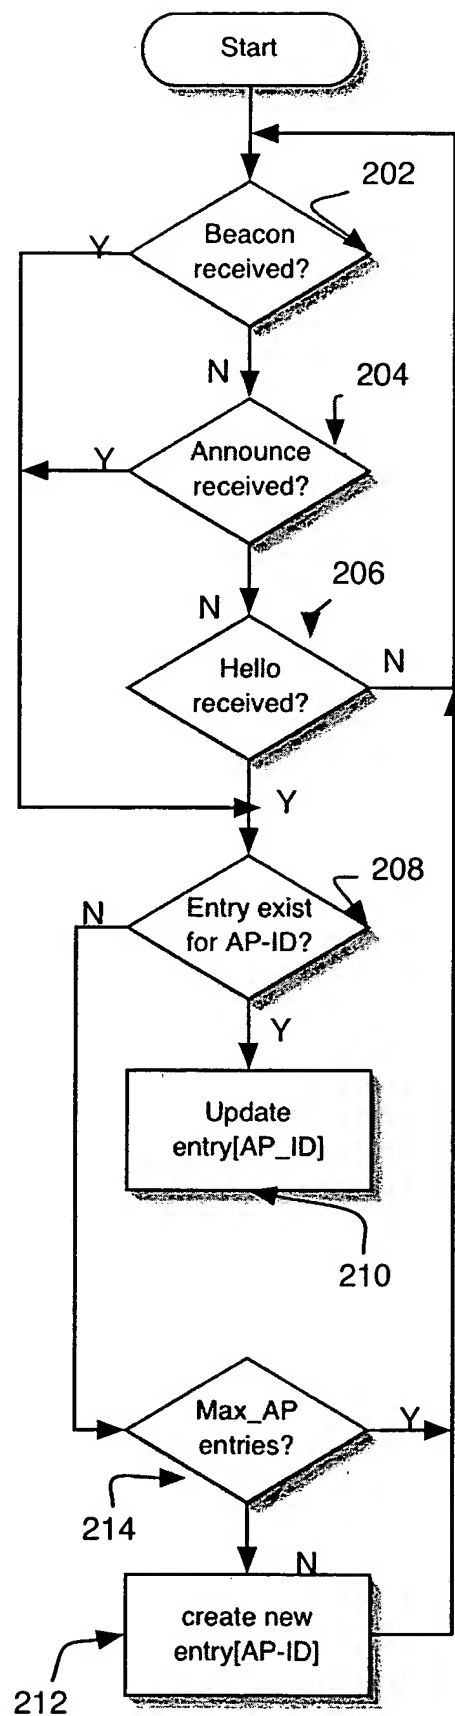 Start
202
Beacon
received?
Y
N
204
Announce
received?
Y
N
206
Hello
received?
N
Y
208
Entry exist
for AP-ID?
N
Y
Update
entry[AP_ID]
210
Max_AP
entries?
Y
214
N
create new
entry[AP-ID]
212